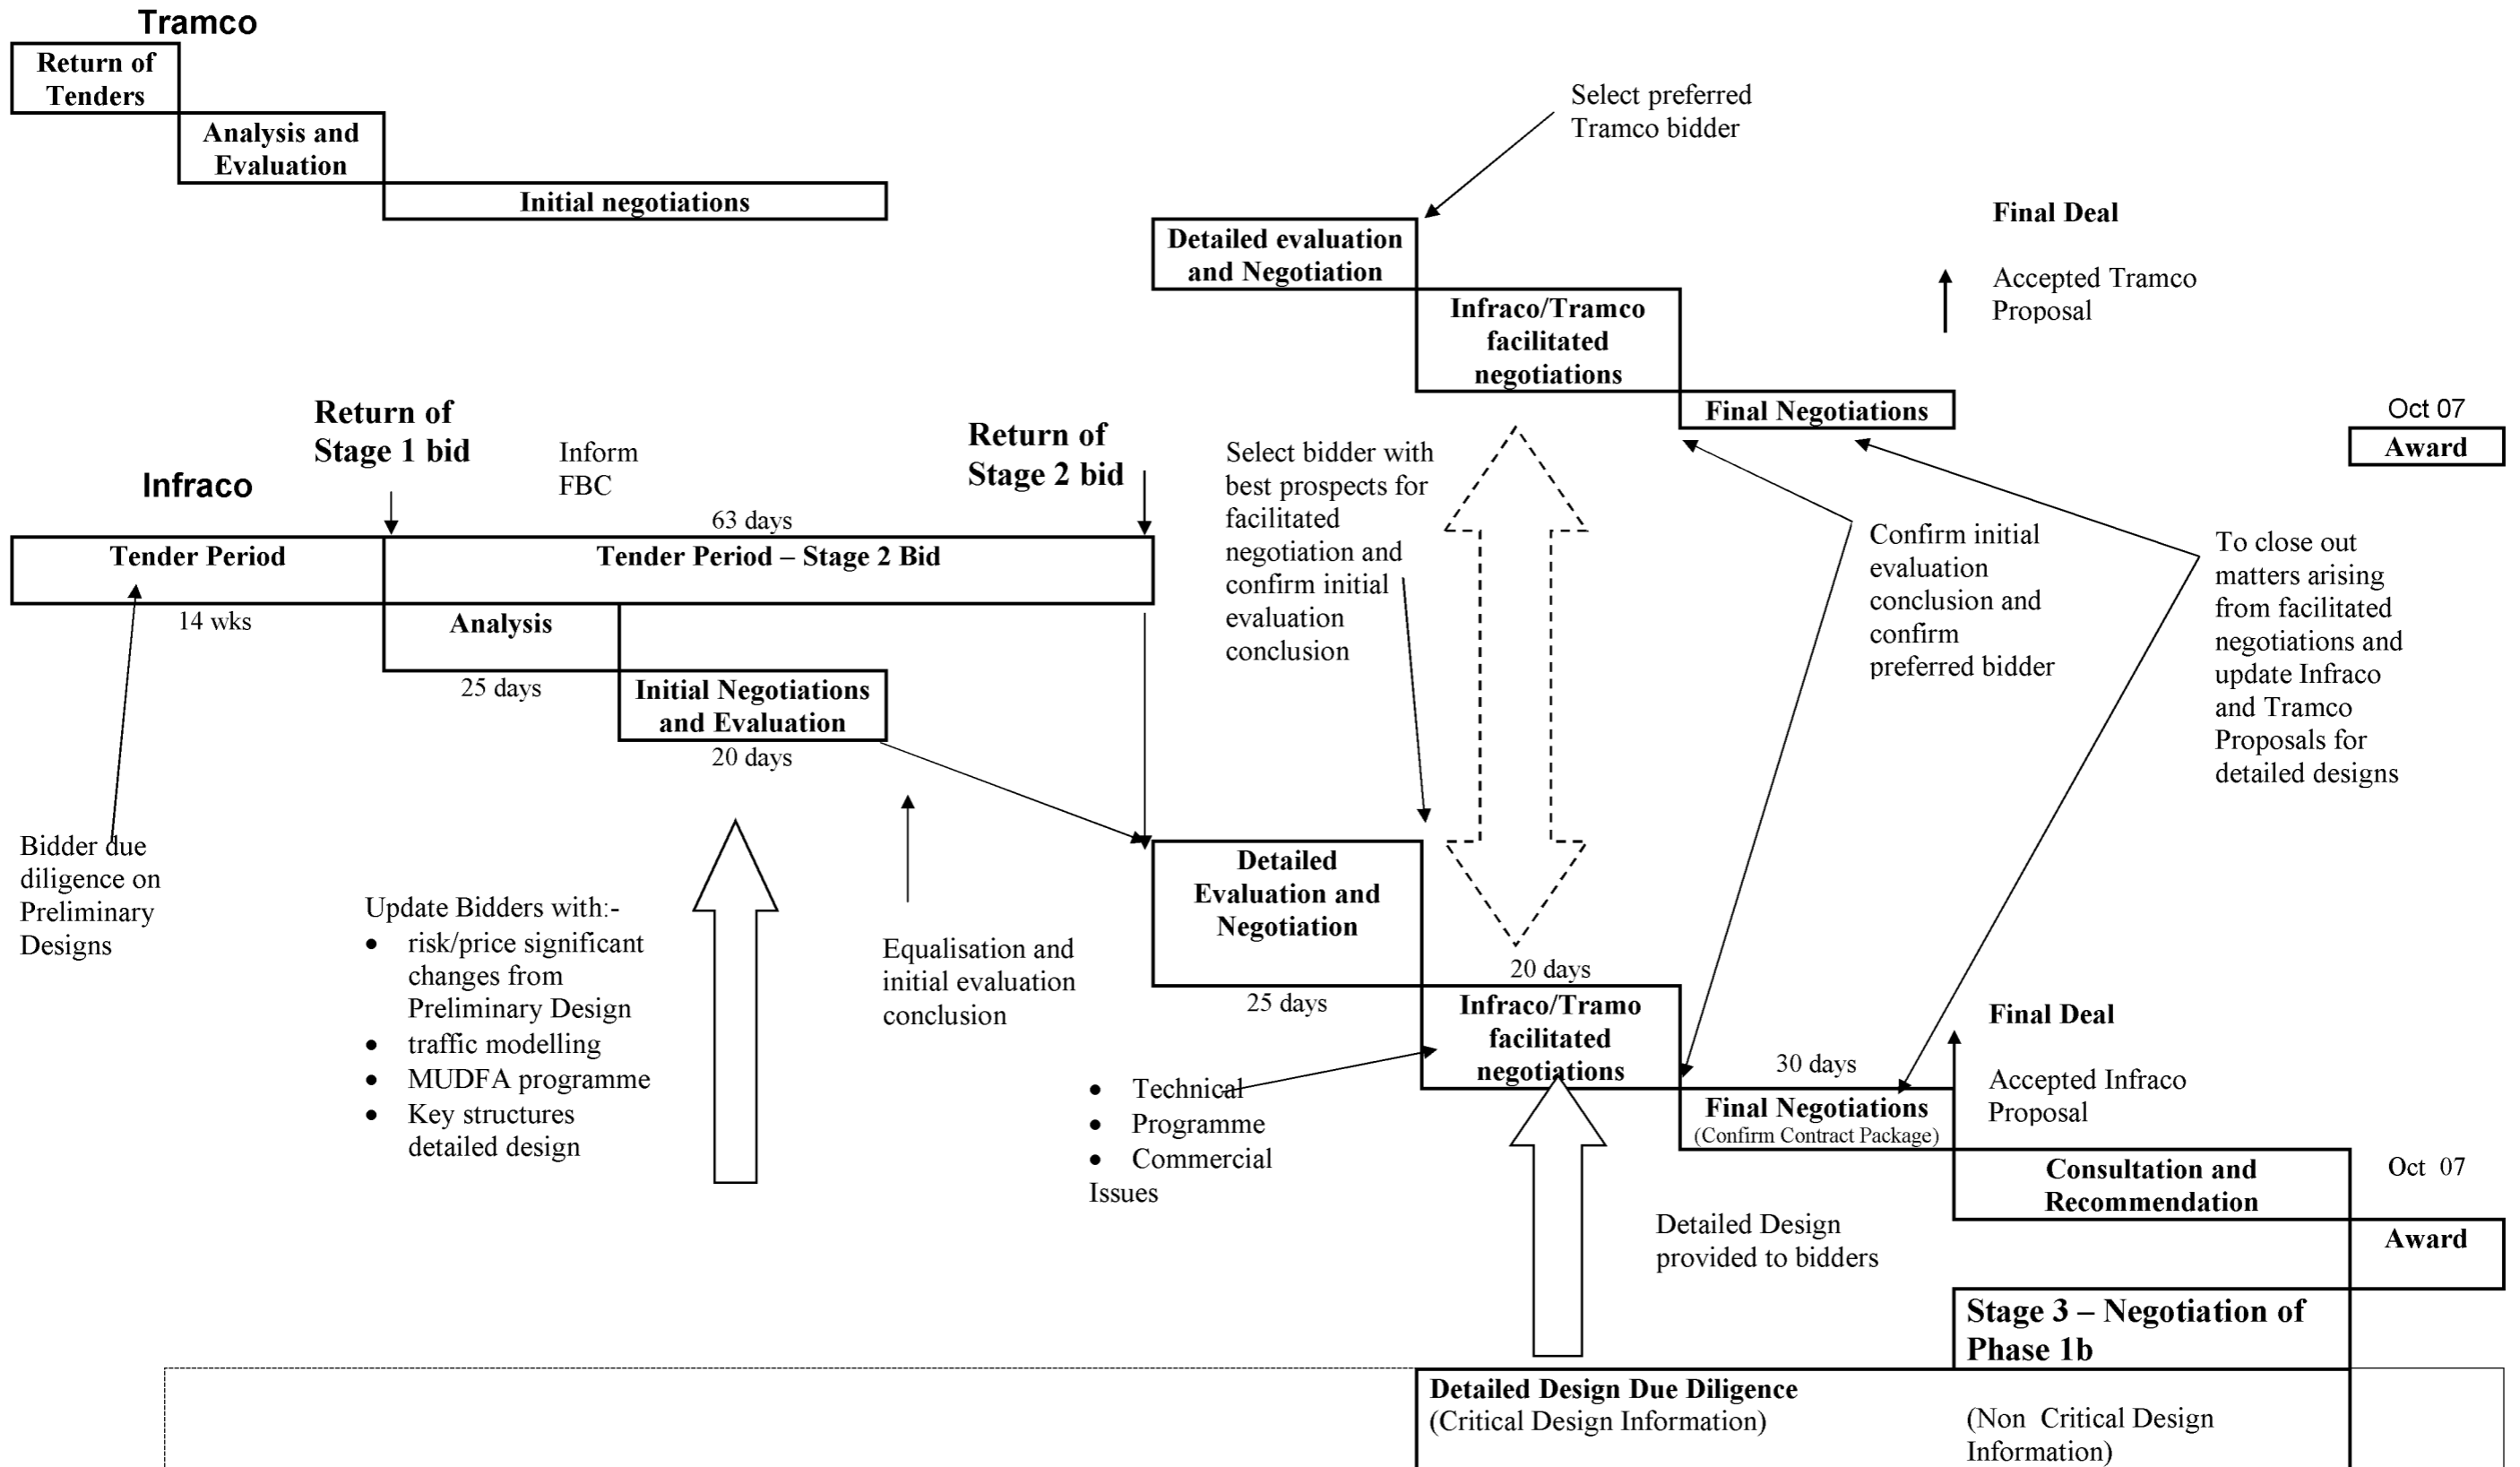 Tramco
Return of
Tenders
Analysis and
Evaluation
Initial negotiations
Select preferred
Tramco bidder
Detailed evaluation
and Negotiation
Infraco/Tramco
facilitated
negotiations
Final Negotiations
Final Deal
Accepted Tramco
Proposal
Oct 07
Award
Infraco
Return of
Stage 1 bid
Inform
FBC
Return of
Stage 2 bid
63 days
Tender Period
14 wks
Tender Period – Stage 2 Bid
Analysis
25 days
Initial Negotiations
and Evaluation
20 days
Select bidder with
best prospects for
facilitated
negotiation and
confirm initial
evaluation
conclusion
Confirm initial
evaluation
conclusion and
confirm
preferred bidder
To close out
matters arising
from facilitated
negotiations and
update Infraco
and Tramco
Proposals for
detailed designs
Bidder due
diligence on
Preliminary
Designs
Update Bidders with:-
• risk/price significant
changes from
Preliminary Design
• traffic modelling
• MUDFA programme
• Key structures
detailed design
Equalisation and
initial evaluation
conclusion
Detailed
Evaluation and
Negotiation
25 days
20 days
Infraco/Tramo
facilitated
negotiations
• Technical
• Programme
• Commercial
Issues
30 days
Final Negotiations
(Confirm Contract Package)
Final Deal
Accepted Infraco
Proposal
Consultation and
Recommendation
Oct 07
Award
Detailed Design
provided to bidders
Stage 3 – Negotiation of
Phase 1b
Detailed Design Due Diligence
(Critical Design Information)
(Non Critical Design
Information)